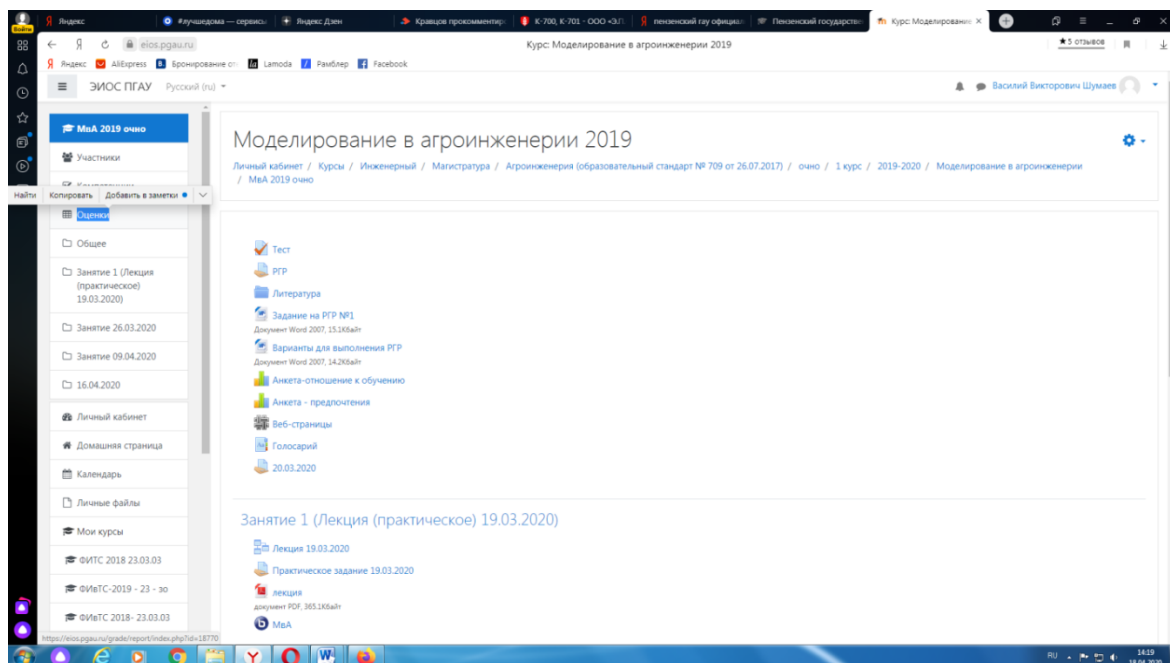 Войти
Яндекс
#лучшедома — сервисы
Яндекс Дзен
Кравцов прокомментир
К-700, К-701 - ООО «ЗЛ
пензенский гау официал
Пензенский государстве
Курс: Моделирование
eios.pgau.ru
Курс: Моделирование в агроинженерии 2019
★ 5 отзывов
Яндекс
AliExpress
Бронирование от
Lamoda
Рамблер
Facebook
ЭИОС ПГАУ
Русский (ru)
Василий Викторович Шумаев
МвА 2019 очно
Участники
Найти
Копировать
Добавить в заметки
Оценки
Общее
Занятие 1 (Лекция
(практическое)
19.03.2020)
Занятие 26.03.2020
Занятие 09.04.2020
16.04.2020
Личный кабинет
Домашняя страница
Календарь
Личные файлы
Мои курсы
ФИТС 2018 23.03.03
ФИвТС-2019 - 23 - зо
ФИвТС 2018- 23.03.03
https://eios.pgau.ru/grade/report/index.php?id=18770
Моделирование в агроинженерии 2019
Личный кабинет / Курсы / Инженерный / Магистратура / Агроинженерия (образовательный стандарт № 709 от 26.07.2017) / очно / 1 курс / 2019-2020 / Моделирование в агроинженерии
/ МвА 2019 очно
Тест
РГР
Литература
Задание на РГР №1
Документ Word 2007, 15.1Кбайт
Варианты для выполнения РГР
Документ Word 2007, 14.2Кбайт
Анкета-отношение к обучению
Анкета - предпочтения
Веб-страницы
Голосарий
20.03.2020
Занятие 1 (Лекция (практическое) 19.03.2020)
Лекция 19.03.2020
Практическое задание 19.03.2020
лекция
документ PDF, 365.1Кбайт
МвА
RU
14:19
18.04.2020